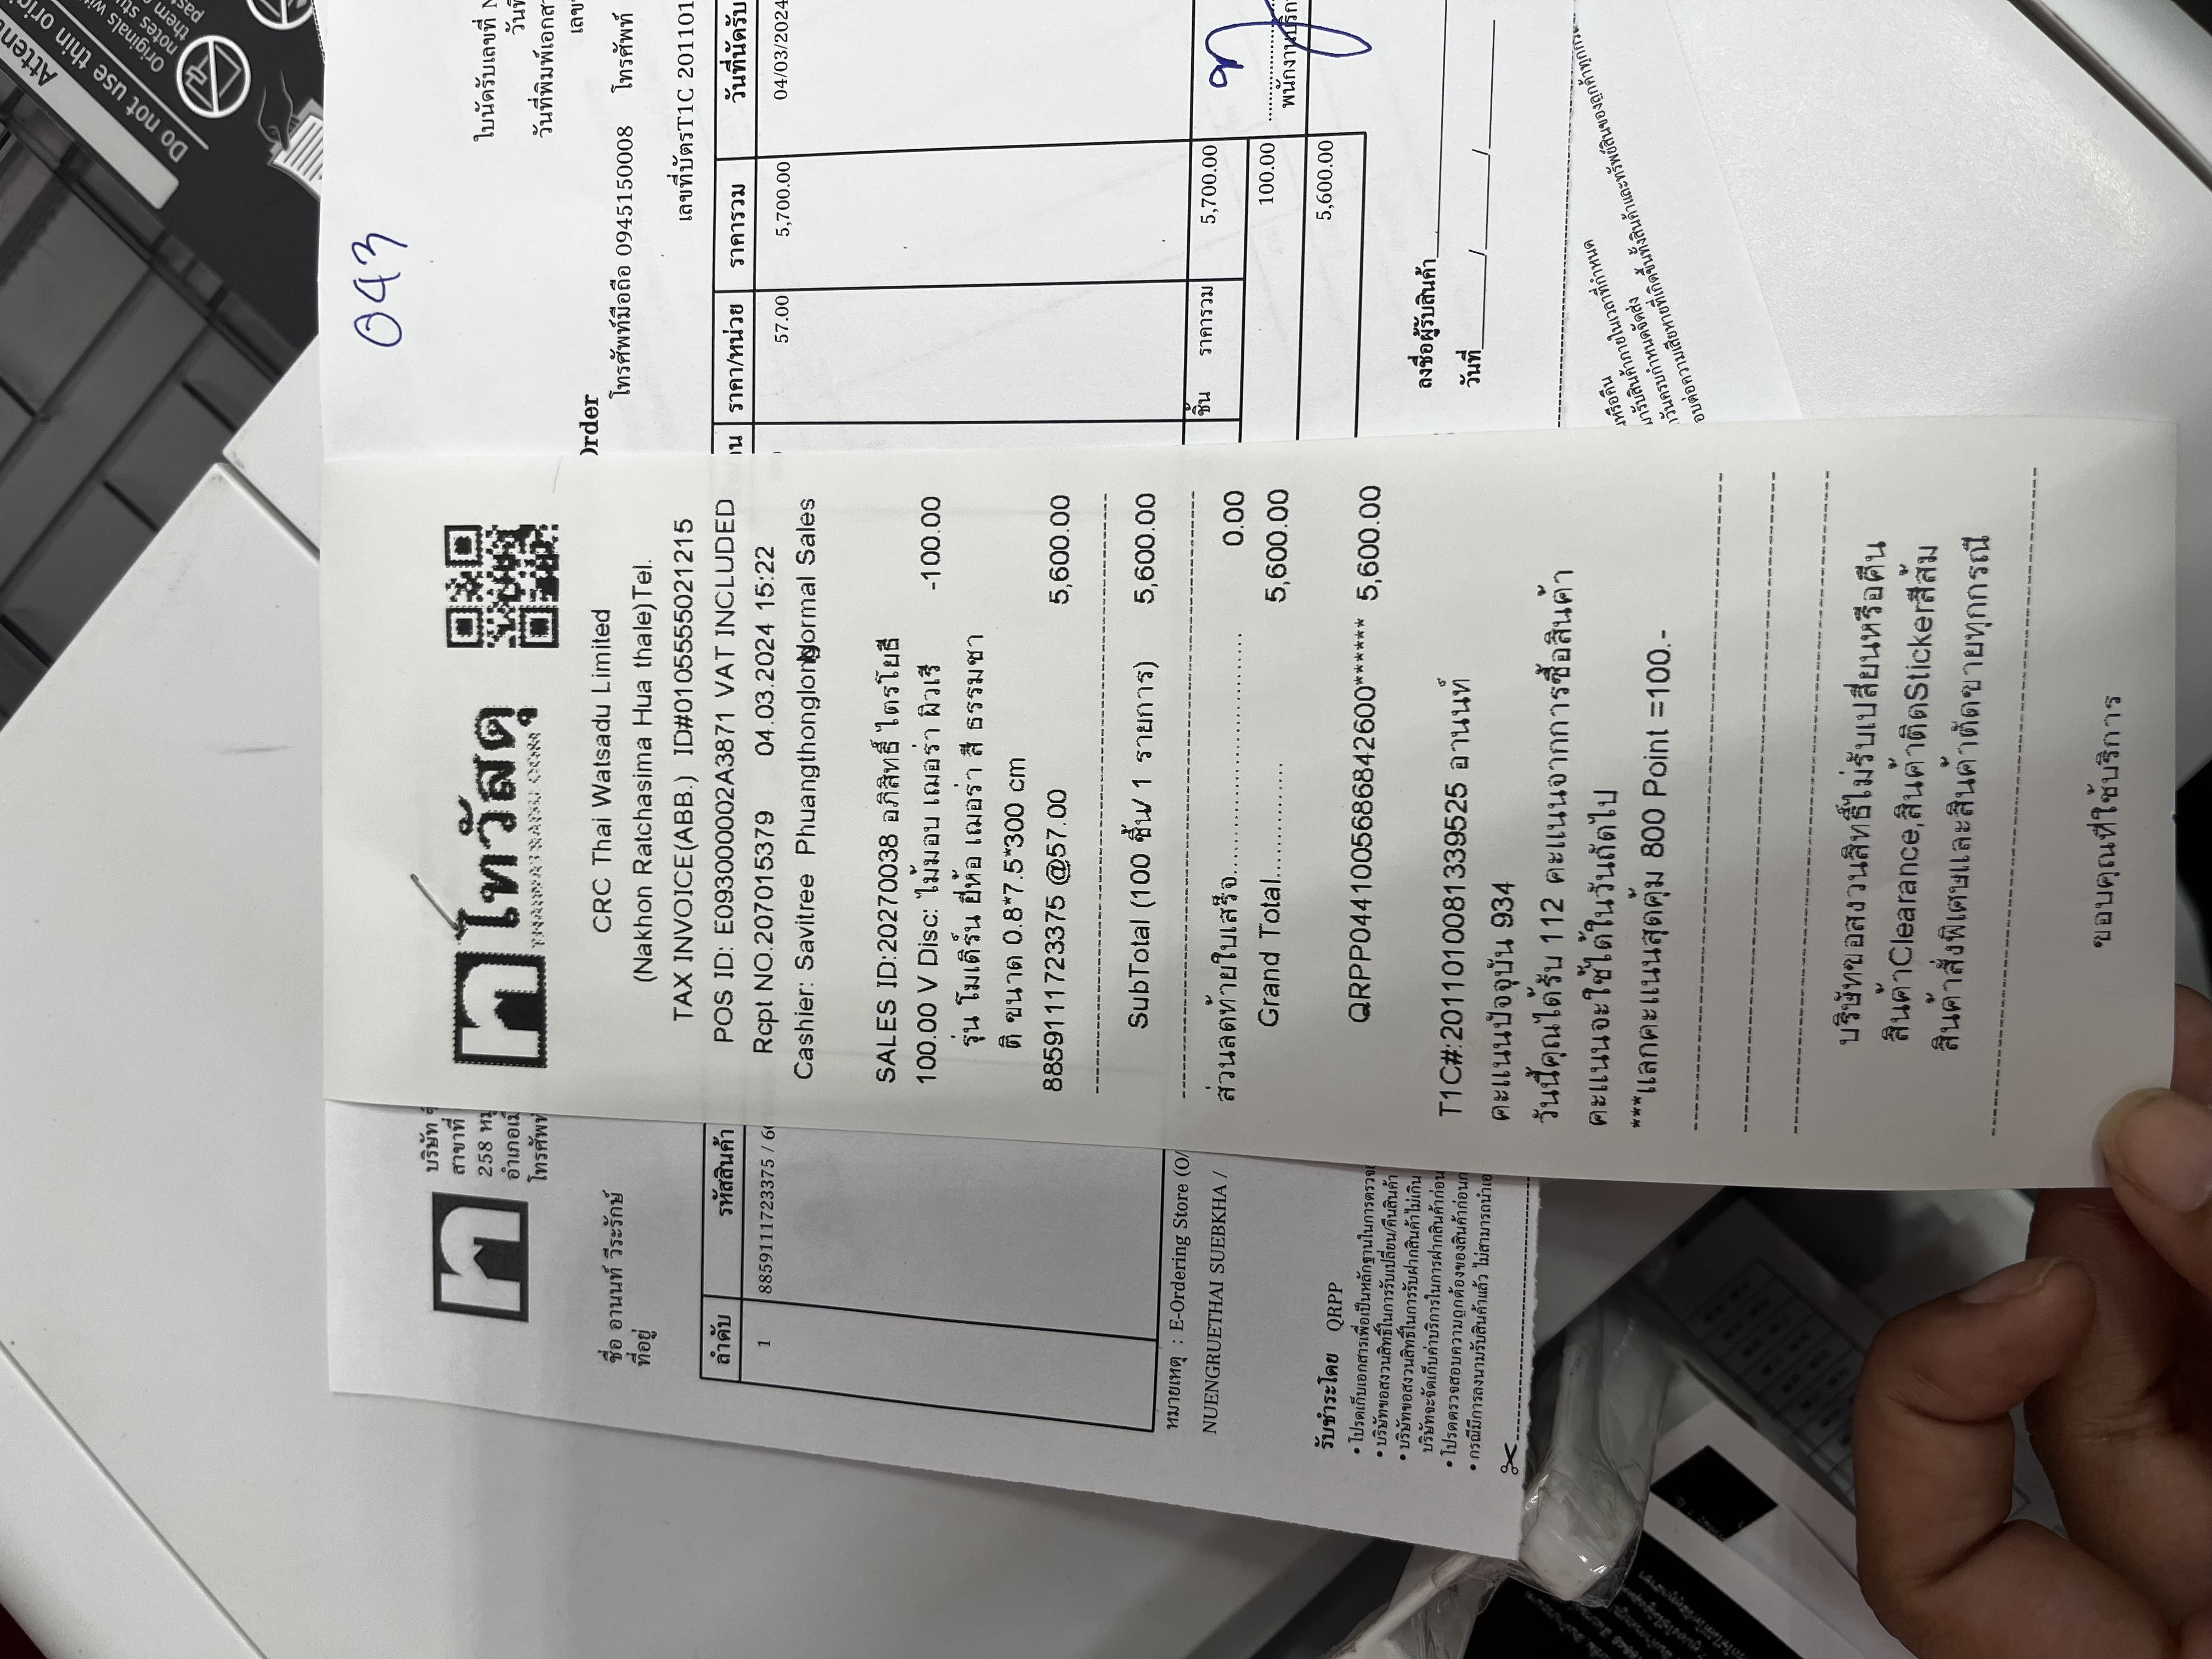 Atten
Do not use thin orig
Originals wi
notes stu
them
pas
043
บริษัท
สาขาที่
258 หมู่
อำเภอเมื
โทรศัพท์
ไทวัสดุ
THAIWATSADU.COM
ใบนัดรับเลขที่ N
วันที่
วันที่พิมพ์เอกสา
เลข
Order
โทรศัพท์มือถือ 0945150008 โทรศัพท์
เลขที่บัตรT1C 201101
ชื่อ อานนท์ วีระรักษ์
ที่อยู่
ลำดับ รหัสสินค้า
1 8859111723375 / 6
ราคา/หน่วย ราคารวม วันที่นัดรับ
57.00 5,700.00 04/03/2024
CRC Thai Watsadu Limited
(Nakhon Ratchasima Hua thale)Tel.
TAX INVOICE(ABB.) ID#0105555021215
POS ID: E093000002A3871 VAT INCLUDED
Rcpt NO.207015379 04.03.2024 15:22
Cashier: Savitree Phuangthonglong Normal Sales
SALES ID:20270038 อภิสิทธิ์ ไตรโยธี
100.00 V Disc: ไม้มอบ เฌอร่า ผิวเรี -100.00
รุ่น โมเดิร์น ยี่ห้อ เฌอร่า สี ธรรมชา
ติ ขนาด 0.8*7.5*300 cm
8859111723375 @57.00 5,600.00
SubTotal (100 ชิ้น/ 1 รายการ) 5,600.00
ส่วนลดท้ายใบเสร็จ.............................. 0.00
Grand Total............... 5,600.00
QRPP0441005686842600****** 5,600.00
T1C#:2011010081339525 อานนท์
คะแนนปัจจุบัน 934
วันนี้คุณได้รับ 112 คะแนนจากการซื้อสินค้า
คะแนนจะใช้ได้ในวันถัดไป
***แลกคะแนนสุดคุ้ม 800 Point =100.-
บริษัทขอสงวนสิทธิ์ไม่รับเปลี่ยนหรือคืน
สินค้าClearance,สินค้าติดStickerสีส้ม
สินค้าสั่งพิเศษและสินค้าตัดขายทุกกรณี
ขอบคุณที่ใช้บริการ
หมายเหตุ : E-Ordering Store (O/
NUENGRUETHAI SUEBKHA /
รับชำระโดย QRPP
• โปรดเก็บเอกสารเพื่อเป็นหลักฐานในการตรวจ
• บริษัทขอสงวนสิทธิ์ในการรับเปลี่ยน/คืนสินค้า
• บริษัทขอสงวนสิทธิ์ในการรับฝากสินค้าไม่เกิน
บริษัทจะจัดเก็บค่าบริการในการฝากสินค้าก่อน
• โปรดตรวจสอบความถูกต้องของสินค้าก่อน
• กรณีมีการลงนามรับสินค้าแล้ว ไม่สามารถนำเอ
ชิ้น ราคารวม 5,700.00
100.00
พนักงานบริก
5,600.00
ลงชื่อผู้รับสินค้า
วันที่ / /
นหรือคืน
มารับสินค้าภายในเวลาที่กำหนด
วันครบกำหนดจัดส่ง
อบต่อความเสียหายที่เกิดขึ้นทั้งสินค้าและทรัพย์สินของลูกค้าทุกกร